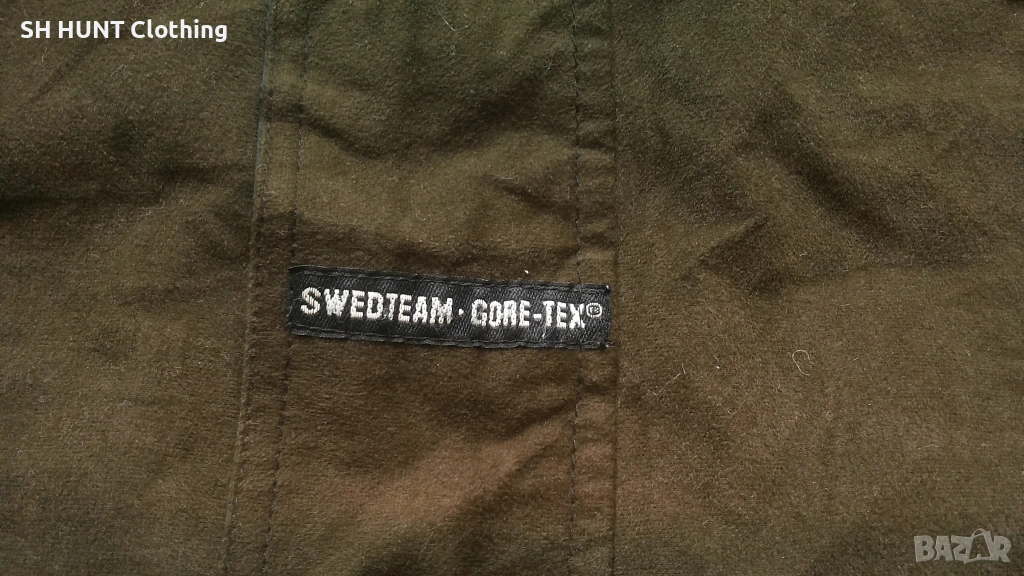 SH HUNT Clothing
SWEDTEAM · GORE-TEX®
BAZAR